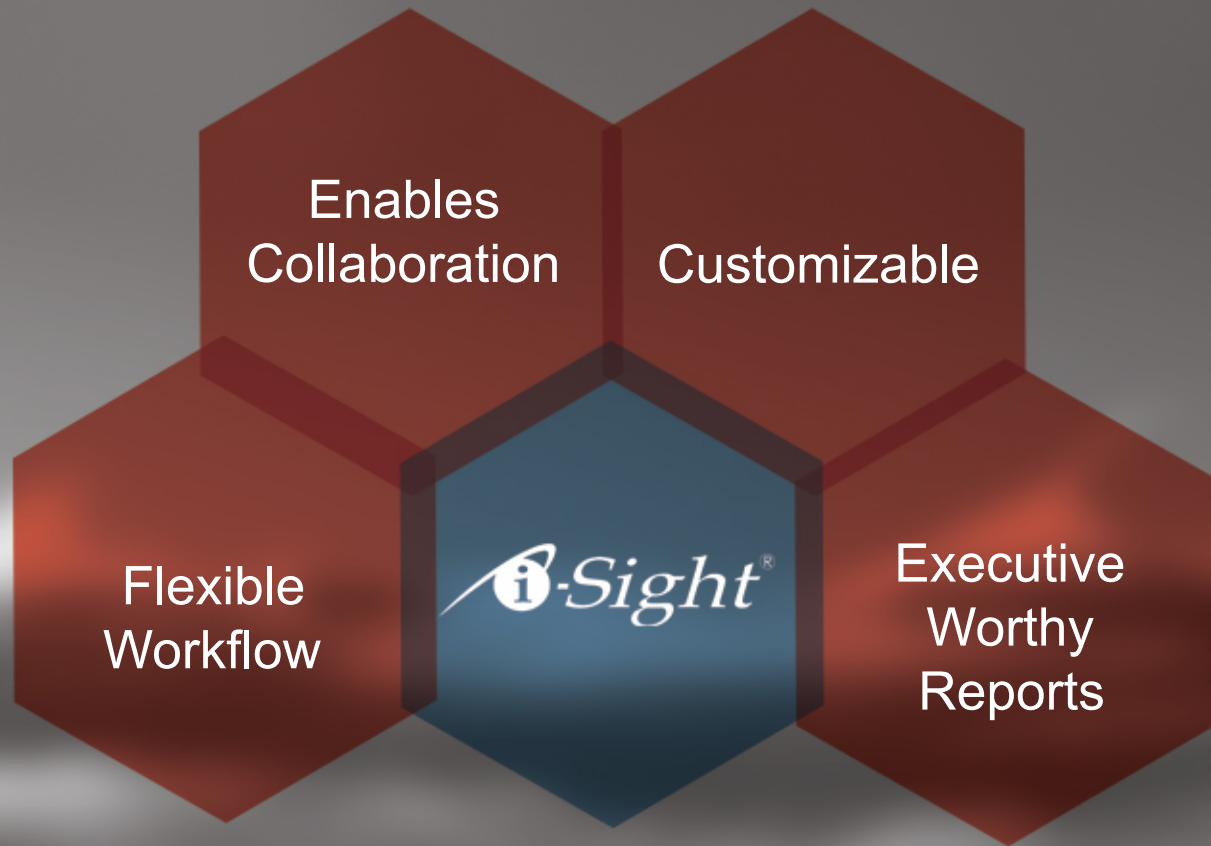 Enables
Collaboration
Customizable
Flexible
Workflow
i-Sight®
Executive
Worthy
Reports